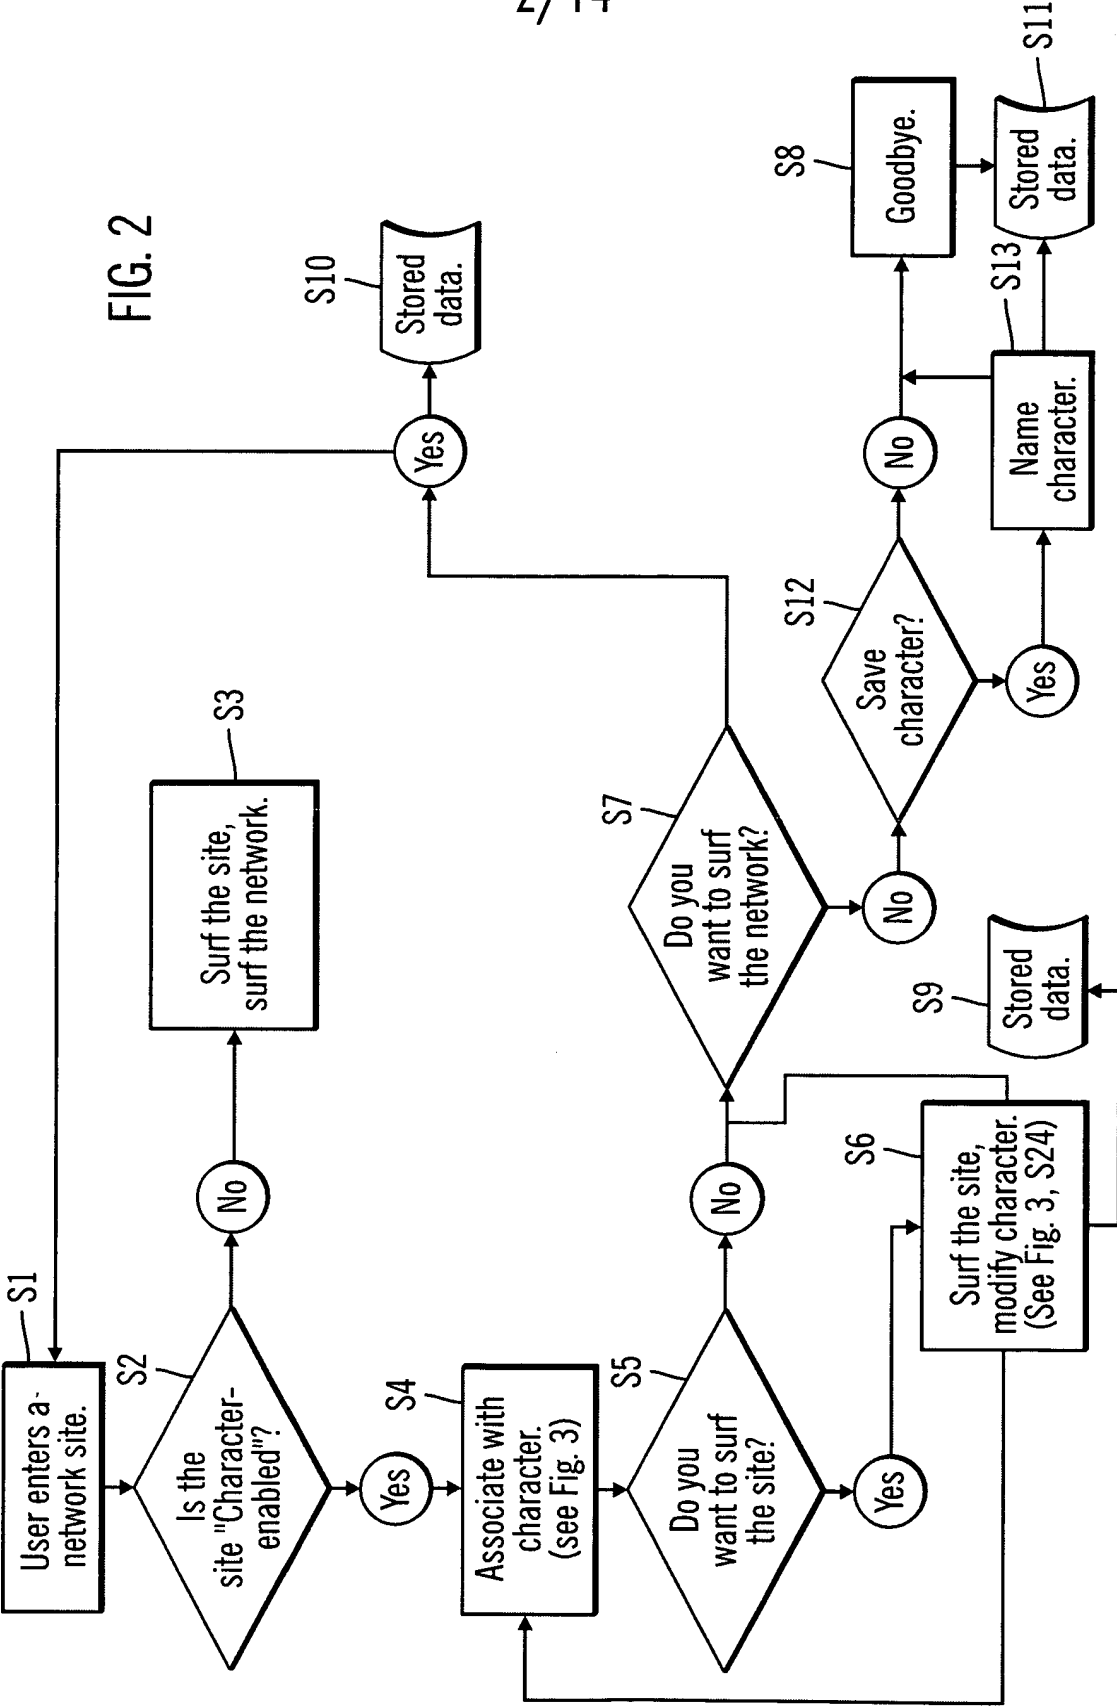 2/14
FIG. 2
S1
User enters a
network site.
S2
Is the
site "Character-
enabled"?
No
S3
Surf the site,
surf the network.
Yes
S4
Associate with
character.
(see Fig. 3)
S5
Do you
want to surf
the site?
No
Yes
S6
Surf the site,
modify character.
(See Fig. 3, S24)
S9
Stored
data.
S7
Do you
want to surf
the network?
Yes
S10
Stored
data.
No
S12
Save
character?
No
Yes
S13
Name
character.
S8
Goodbye.
S11
Stored
data.